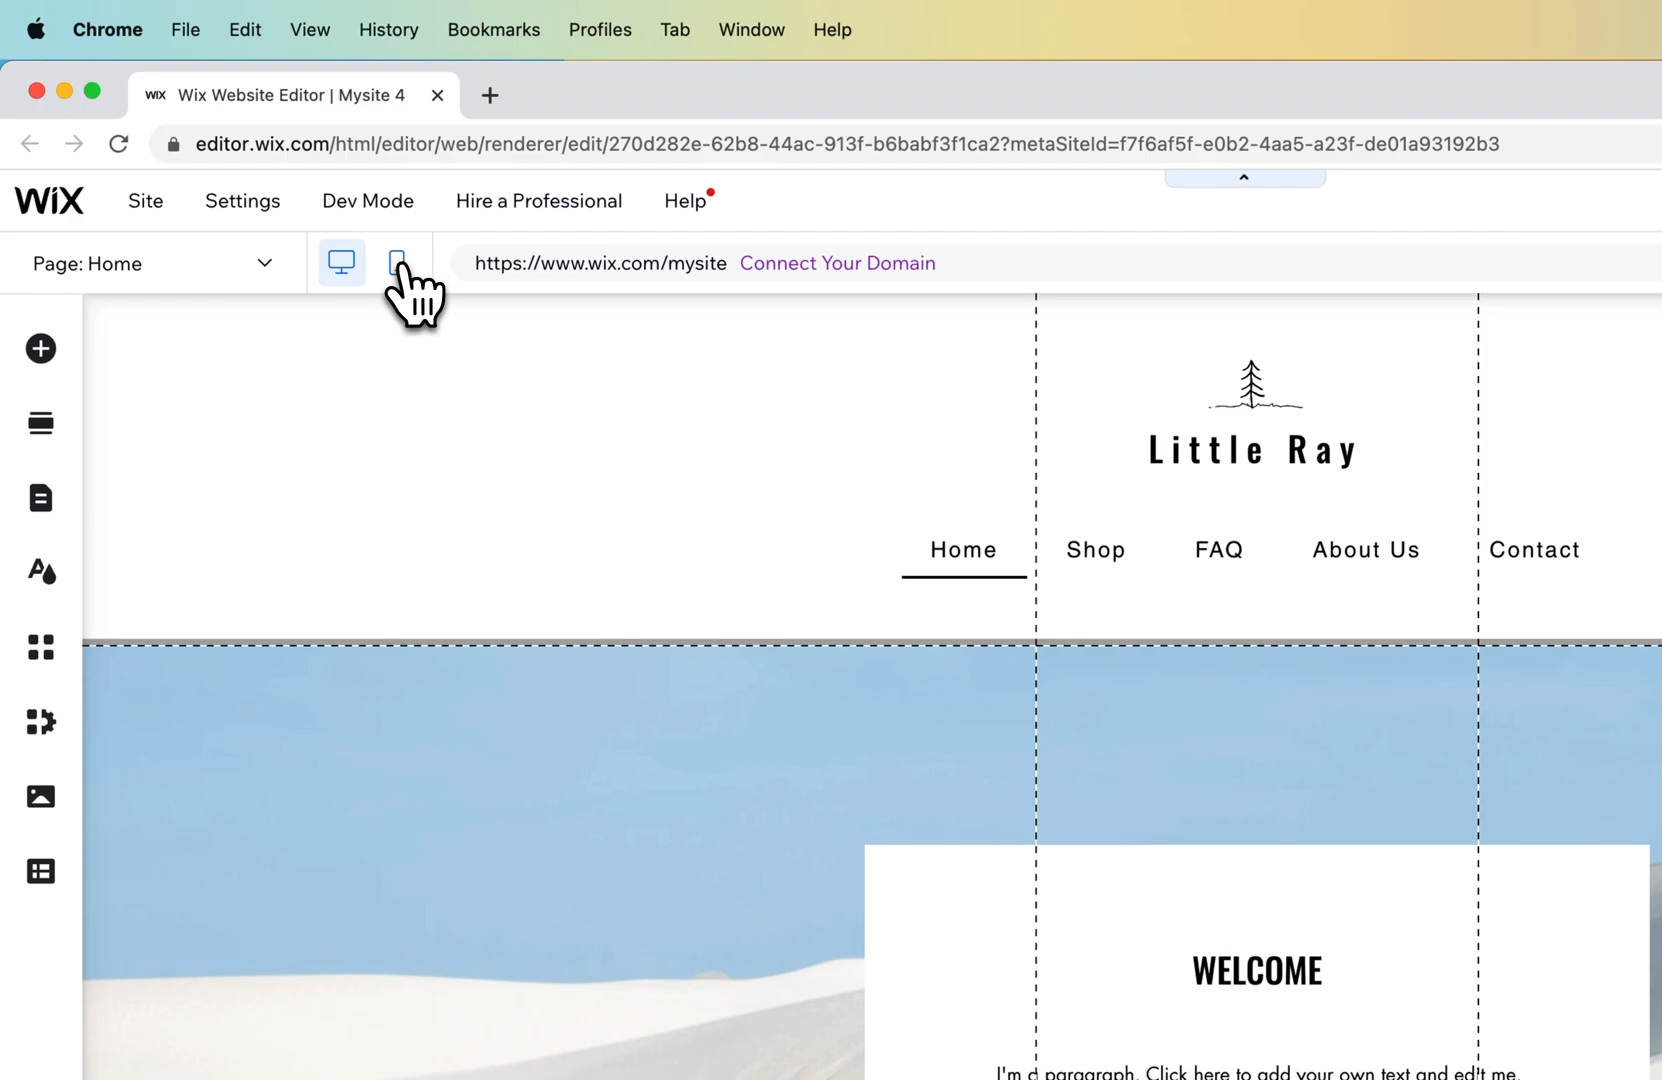 Chrome File Edit View History Bookmarks Profiles Tab Window Help
WiX Wix Website Editor | Mysite 4
editor.wix.com/html/editor/web/renderer/edit/270d282e-62b8-44ac-913f-b6babf3f1ca2?metaSiteId=f7f6af5f-e0b2-4aa5-a23f-de01a93192b3
WiX Site Settings Dev Mode Hire a Professional Help
Page: Home https://www.wix.com/mysite Connect Your Domain
Little Ray
Home Shop FAQ About Us Contact
WELCOME
I'm a paragraph. Click here to add your own text and edit me.